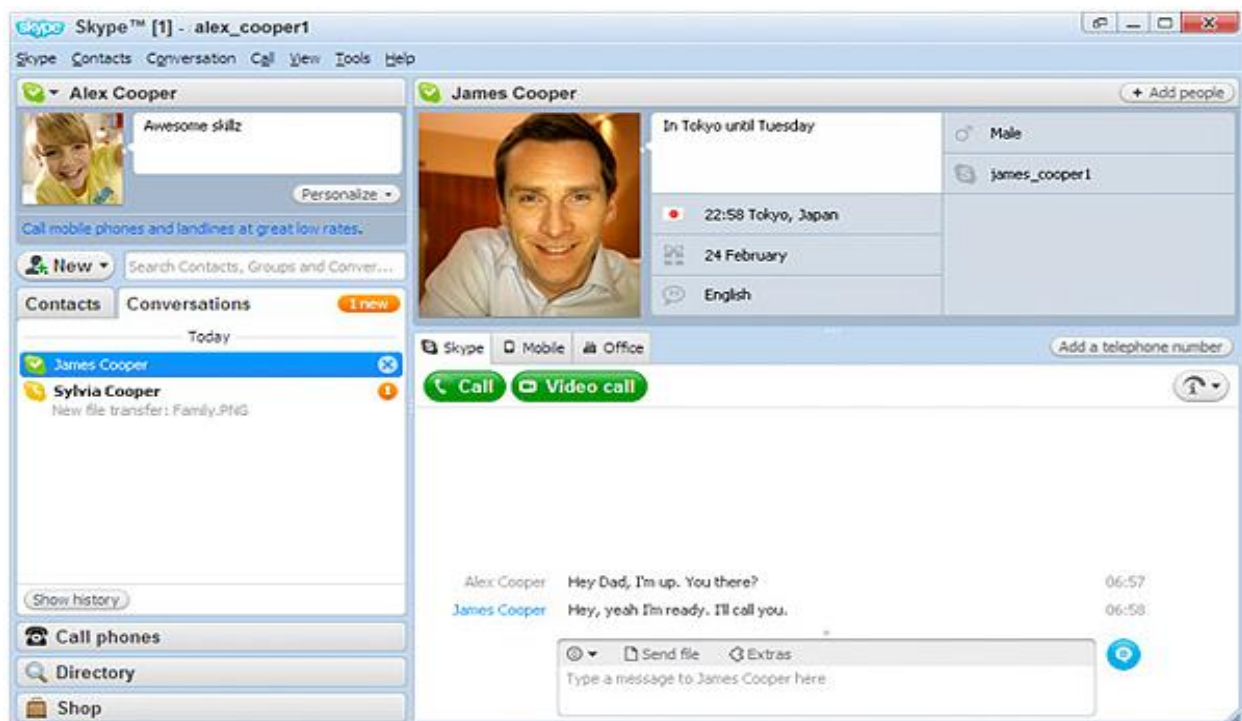 skype Skype™ [1] - alex_cooper1
Skype Contacts Conversation Call View Tools Help
Alex Cooper
Awesome skillz
Personalize
Call mobile phones and landlines at great low rates.
New
Search Contacts, Groups and Conver...
Contacts Conversations 1 new
Today
James Cooper
Sylvia Cooper 1
New file transfer: Family.PNG
Show history
Call phones
Directory
Shop
James Cooper
+ Add people
In Tokyo until Tuesday
22:58 Tokyo, Japan
24 February
English
Male
james_cooper1
Skype Mobile Office
Add a telephone number
Call Video call
Alex Cooper Hey Dad, I'm up. You there? 06:57
James Cooper Hey, yeah I'm ready. I'll call you. 06:58
Send file Extras
Type a message to James Cooper here